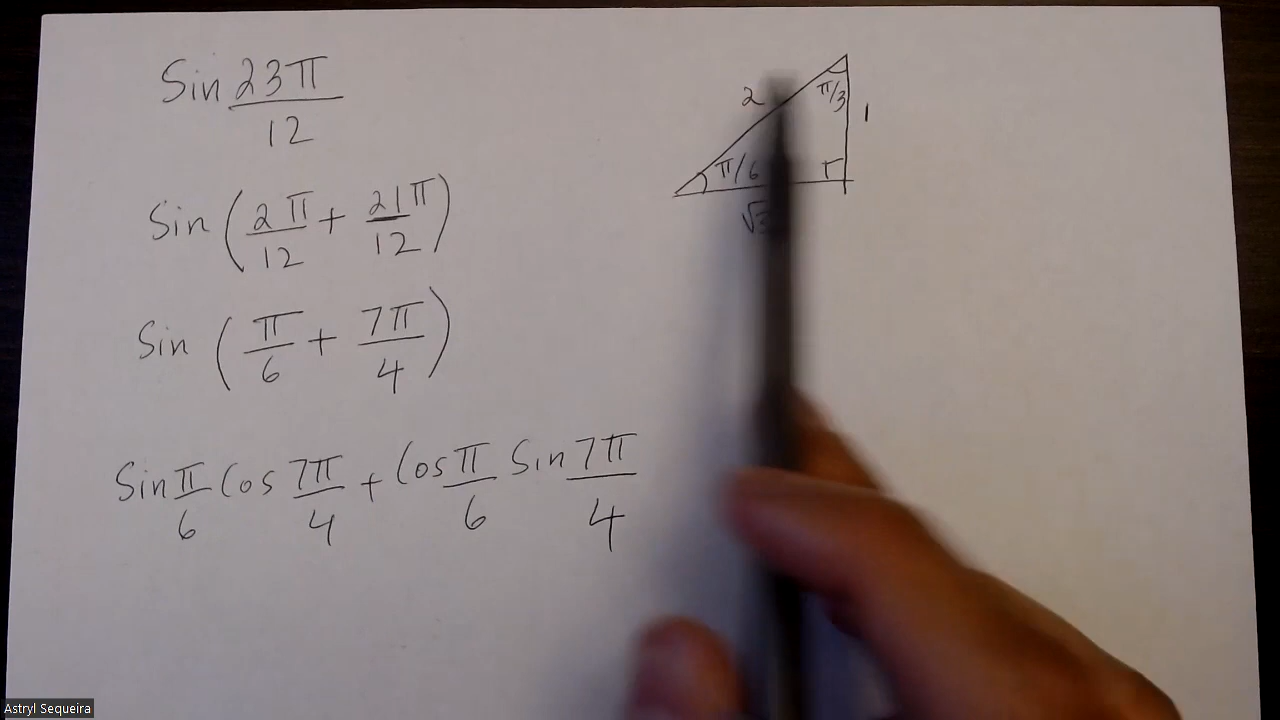 Sin 23π/12
Sin (2π/12 + 21π/12)
Sin (π/6 + 7π/4)
Sin π/6 Cos 7π/4 + Cos π/6 Sin 7π/4
2
π/3
1
π/6
√3
Astryl Sequeira